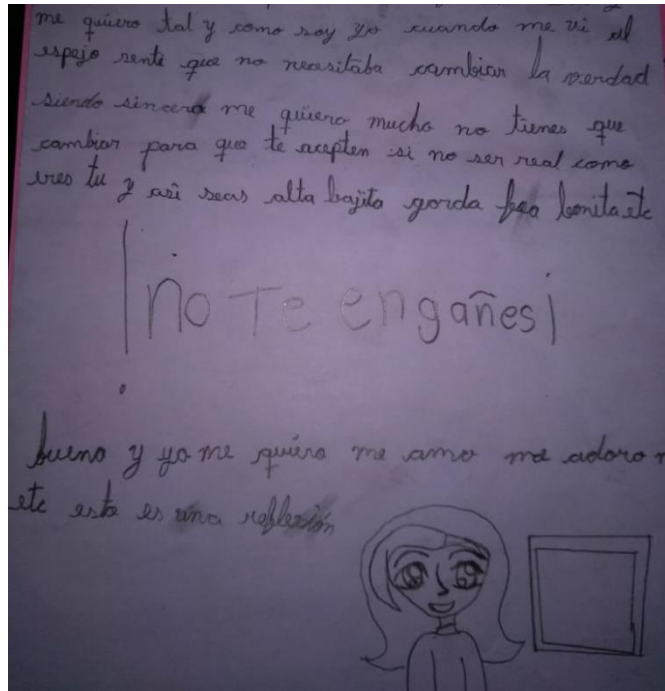 me quiero tal y como soy yo cuando me vi al
espejo senti que no necesitaba cambiar la verdad
siendo sincera me quiero mucho no tienes que
cambiar para que te acepten si no ser real como
eres tu y asi seas alta bajita gorda fea bonita etc
!no Te engañes¡
bueno y yo me quiero me amo me adoro
etc esta es una reflexión